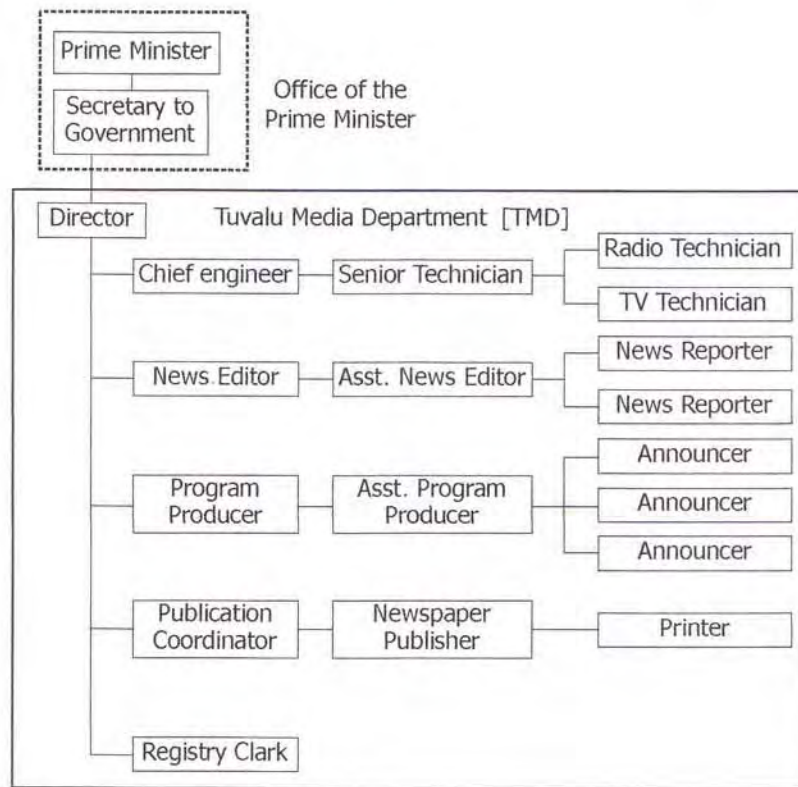 Prime Minister
Secretary to
Government
Office of the
Prime Minister
Director
Tuvalu Media Department [TMD]
Chief engineer
Senior Technician
Radio Technician
TV Technician
News Editor
Asst. News Editor
News Reporter
News Reporter
Program
Producer
Asst. Program
Producer
Announcer
Announcer
Announcer
Publication
Coordinator
Newspaper
Publisher
Printer
Registry Clark